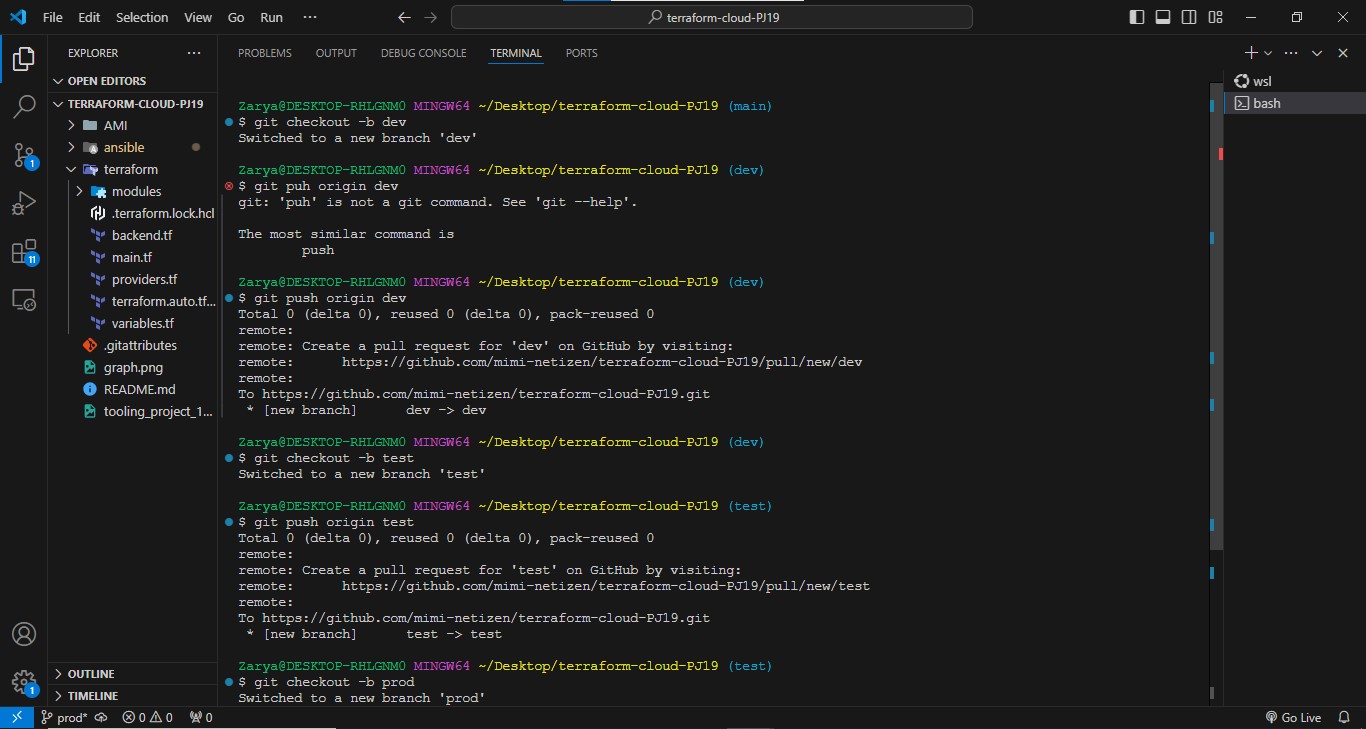 File Edit Selection View Go Run ···
terraform-cloud-PJ19
EXPLORER ···
PROBLEMS OUTPUT DEBUG CONSOLE TERMINAL PORTS
OPEN EDITORS
TERRAFORM-CLOUD-PJ19
AMI
ansible
terraform
modules
.terraform.lock.hcl
backend.tf
main.tf
providers.tf
terraform.auto.tf...
variables.tf
.gitattributes
graph.png
README.md
tooling_project_1...
OUTLINE
TIMELINE
1
11
1
Zarya@DESKTOP-RHLGNM0 MINGW64 ~/Desktop/terraform-cloud-PJ19 (main)
$ git checkout -b dev
Switched to a new branch 'dev'
Zarya@DESKTOP-RHLGNM0 MINGW64 ~/Desktop/terraform-cloud-PJ19 (dev)
$ git puh origin dev
git: 'puh' is not a git command. See 'git --help'.
The most similar command is
push
Zarya@DESKTOP-RHLGNM0 MINGW64 ~/Desktop/terraform-cloud-PJ19 (dev)
$ git push origin dev
Total 0 (delta 0), reused 0 (delta 0), pack-reused 0
remote:
remote: Create a pull request for 'dev' on GitHub by visiting:
remote:      https://github.com/mimi-netizen/terraform-cloud-PJ19/pull/new/dev
remote:
To https://github.com/mimi-netizen/terraform-cloud-PJ19.git
* [new branch]      dev -> dev
Zarya@DESKTOP-RHLGNM0 MINGW64 ~/Desktop/terraform-cloud-PJ19 (dev)
$ git checkout -b test
Switched to a new branch 'test'
Zarya@DESKTOP-RHLGNM0 MINGW64 ~/Desktop/terraform-cloud-PJ19 (test)
$ git push origin test
Total 0 (delta 0), reused 0 (delta 0), pack-reused 0
remote:
remote: Create a pull request for 'test' on GitHub by visiting:
remote:      https://github.com/mimi-netizen/terraform-cloud-PJ19/pull/new/test
remote:
To https://github.com/mimi-netizen/terraform-cloud-PJ19.git
* [new branch]      test -> test
Zarya@DESKTOP-RHLGNM0 MINGW64 ~/Desktop/terraform-cloud-PJ19 (test)
$ git checkout -b prod
Switched to a new branch 'prod'
wsl
bash
prod* 0 0 0 Go Live